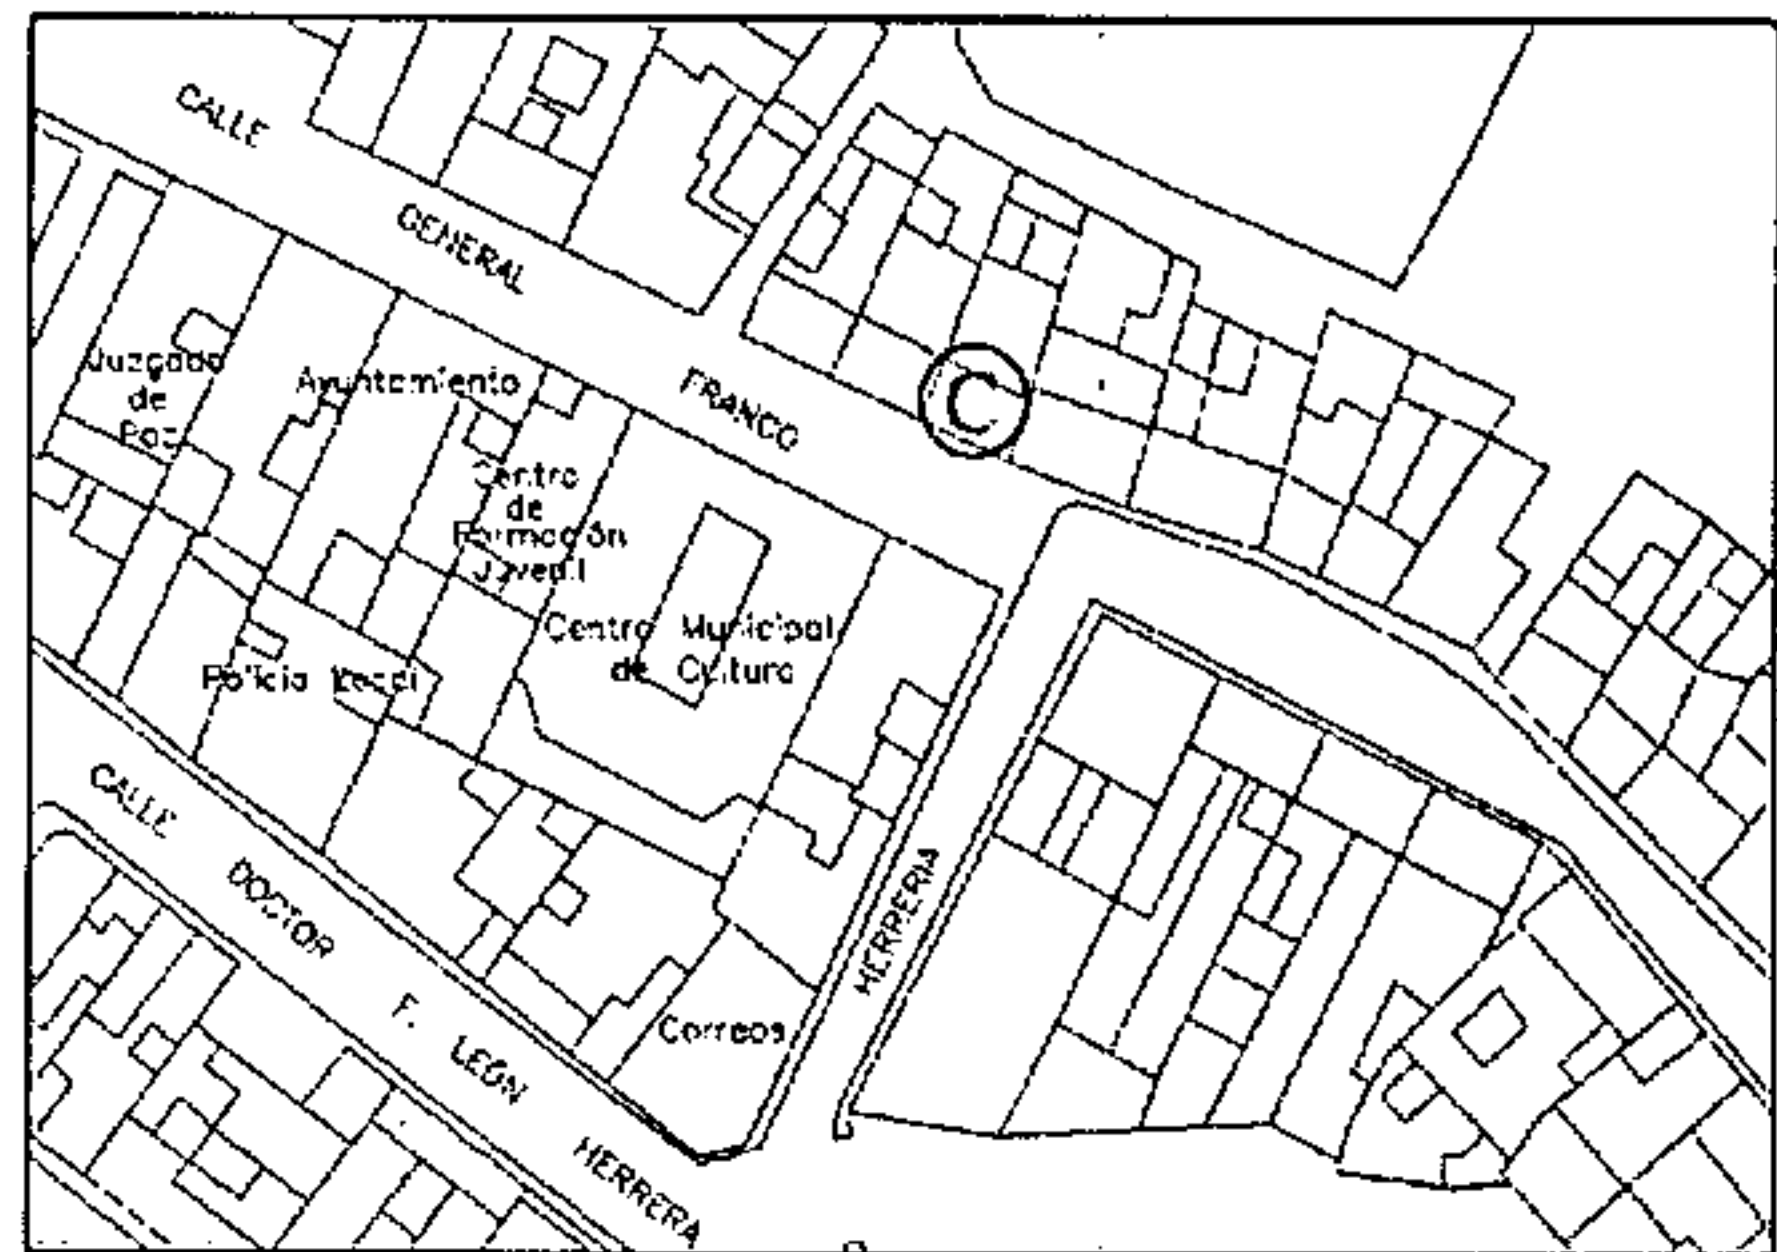 CALLE
GENERAL
FRANCO
C
Juzgado
de
Paz
Ayuntamiento
Centro
de
Formación
Juvenil
Centro Municipal
de Cultura
Policía Local
CALLE
DOCTOR
F. LEÓN
HERRERA
HERRERIA
Correos